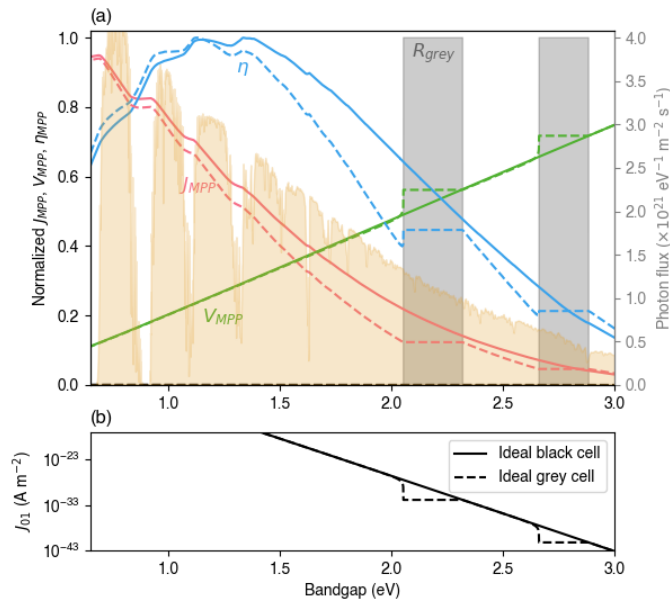 (a)
1.0
0.8
0.6
0.4
0.2
0.0
Normalized J_MPP, V_MPP, η_MPP
η
J_MPP
V_MPP
R_grey
4.0
3.5
3.0
2.5
2.0
1.5
1.0
0.5
0.0
Photon flux (×10²¹ eV⁻¹ m⁻² s⁻¹)
1.0 1.5 2.0 2.5 3.0
(b)
10⁻²³
10⁻³³
10⁻⁴³
J₀₁ (A m⁻²)
Ideal black cell
Ideal grey cell
1.0 1.5 2.0 2.5 3.0
Bandgap (eV)